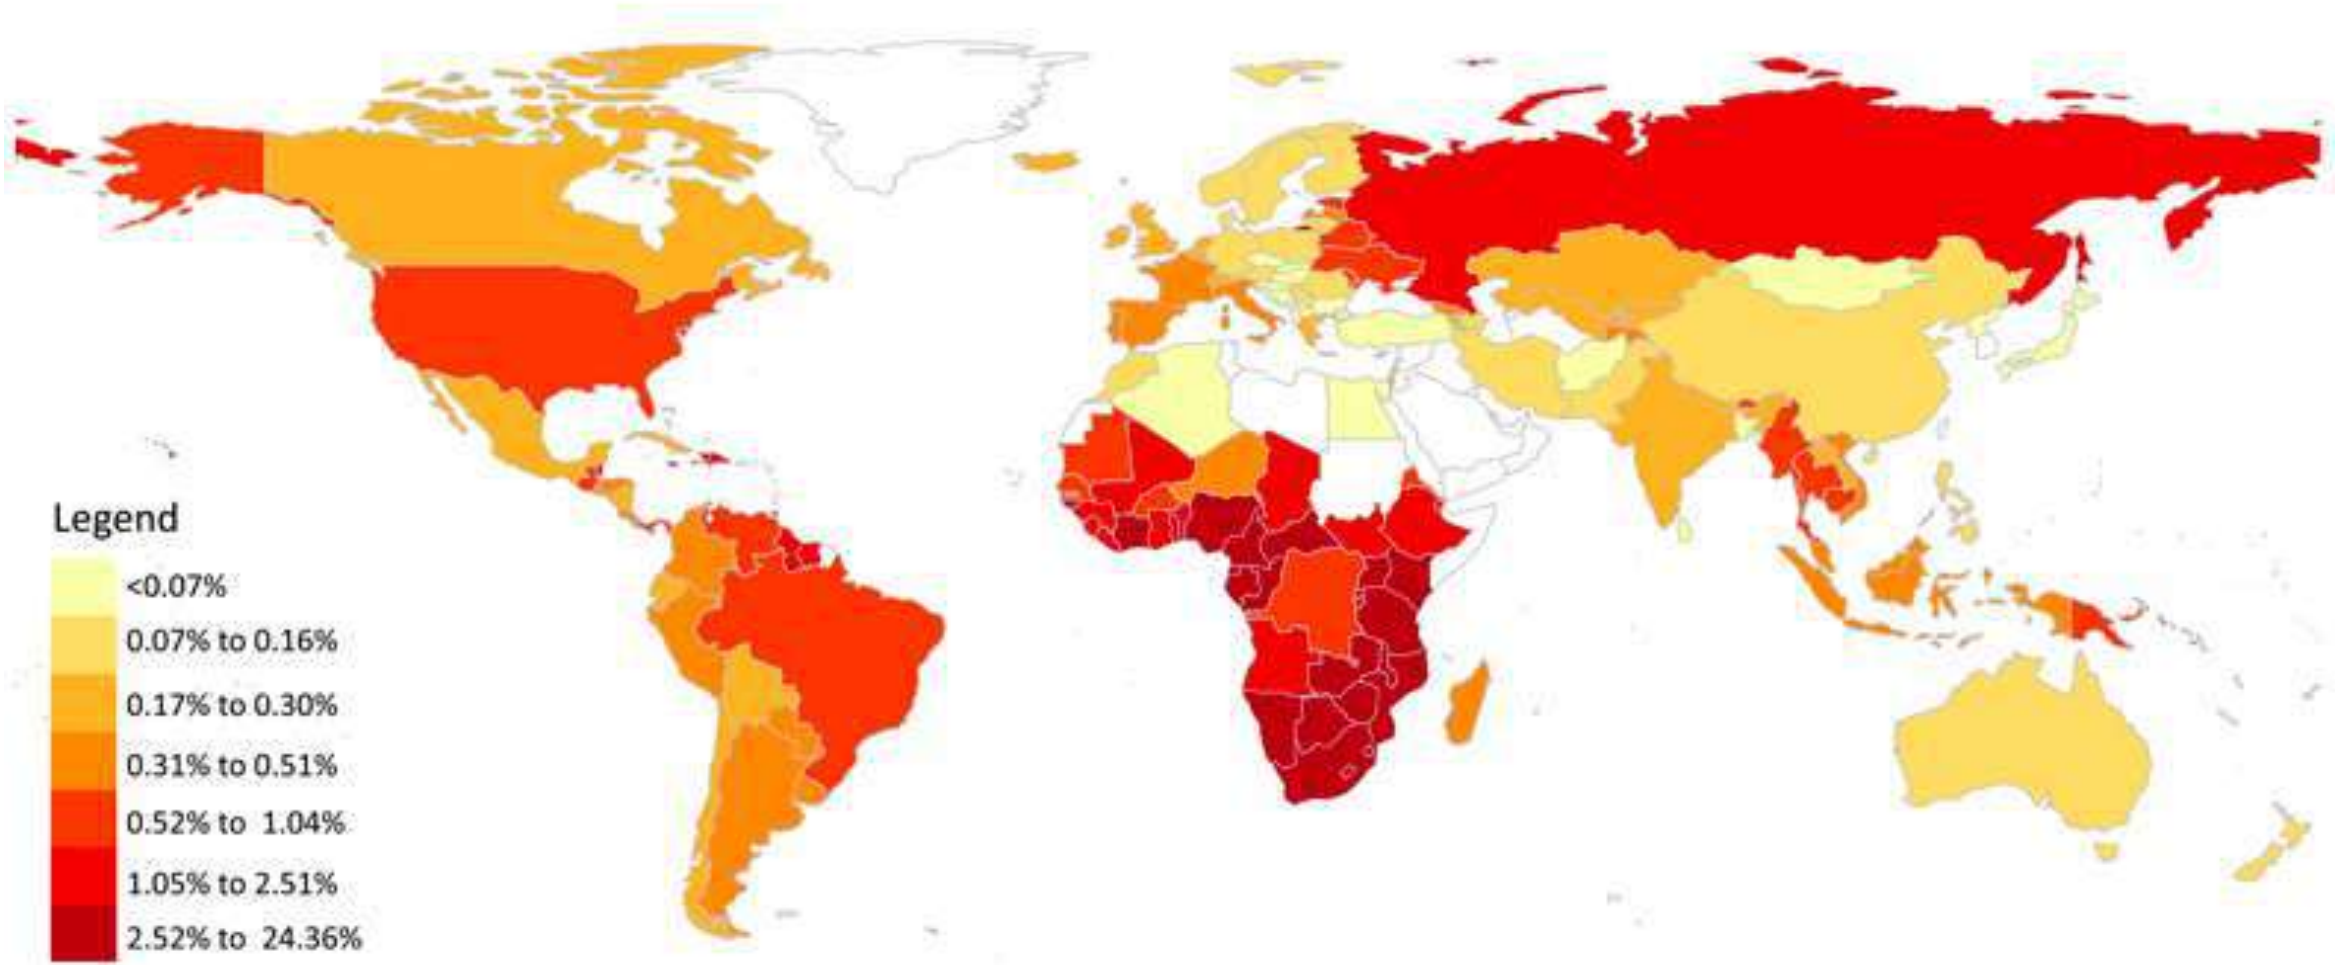 Legend
<0.07%
0.07% to 0.16%
0.17% to 0.30%
0.31% to 0.51%
0.52% to 1.04%
1.05% to 2.51%
2.52% to 24.36%